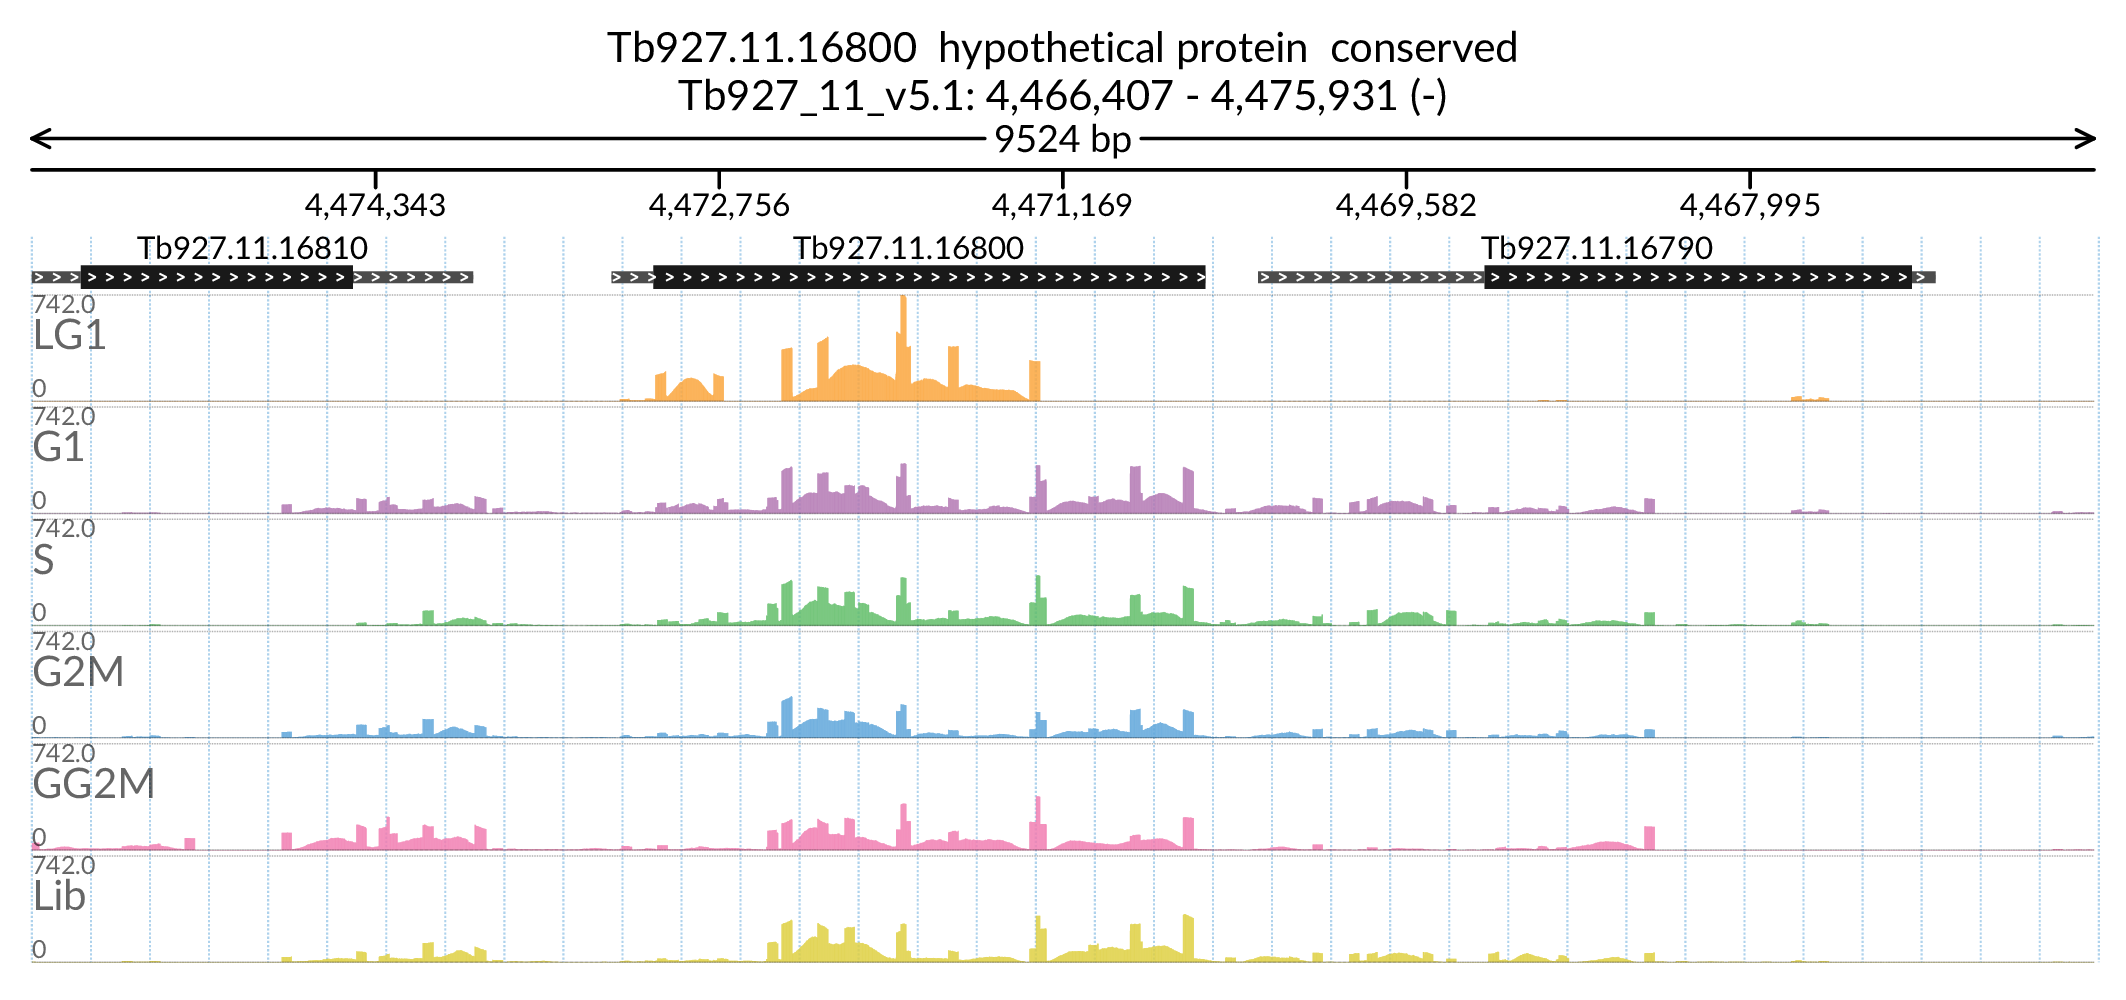 Tb927.11.16800  hypothetical protein  conserved
Tb927_11_v5.1: 4,466,407 - 4,475,931 (-)
9524 bp
4,474,343 4,472,756 4,471,169 4,469,582 4,467,995
Tb927.11.16810 Tb927.11.16800 Tb927.11.16790
742.0
LG1
0
742.0
G1
0
742.0
S
0
742.0
G2M
0
742.0
GG2M
0
742.0
Lib
0